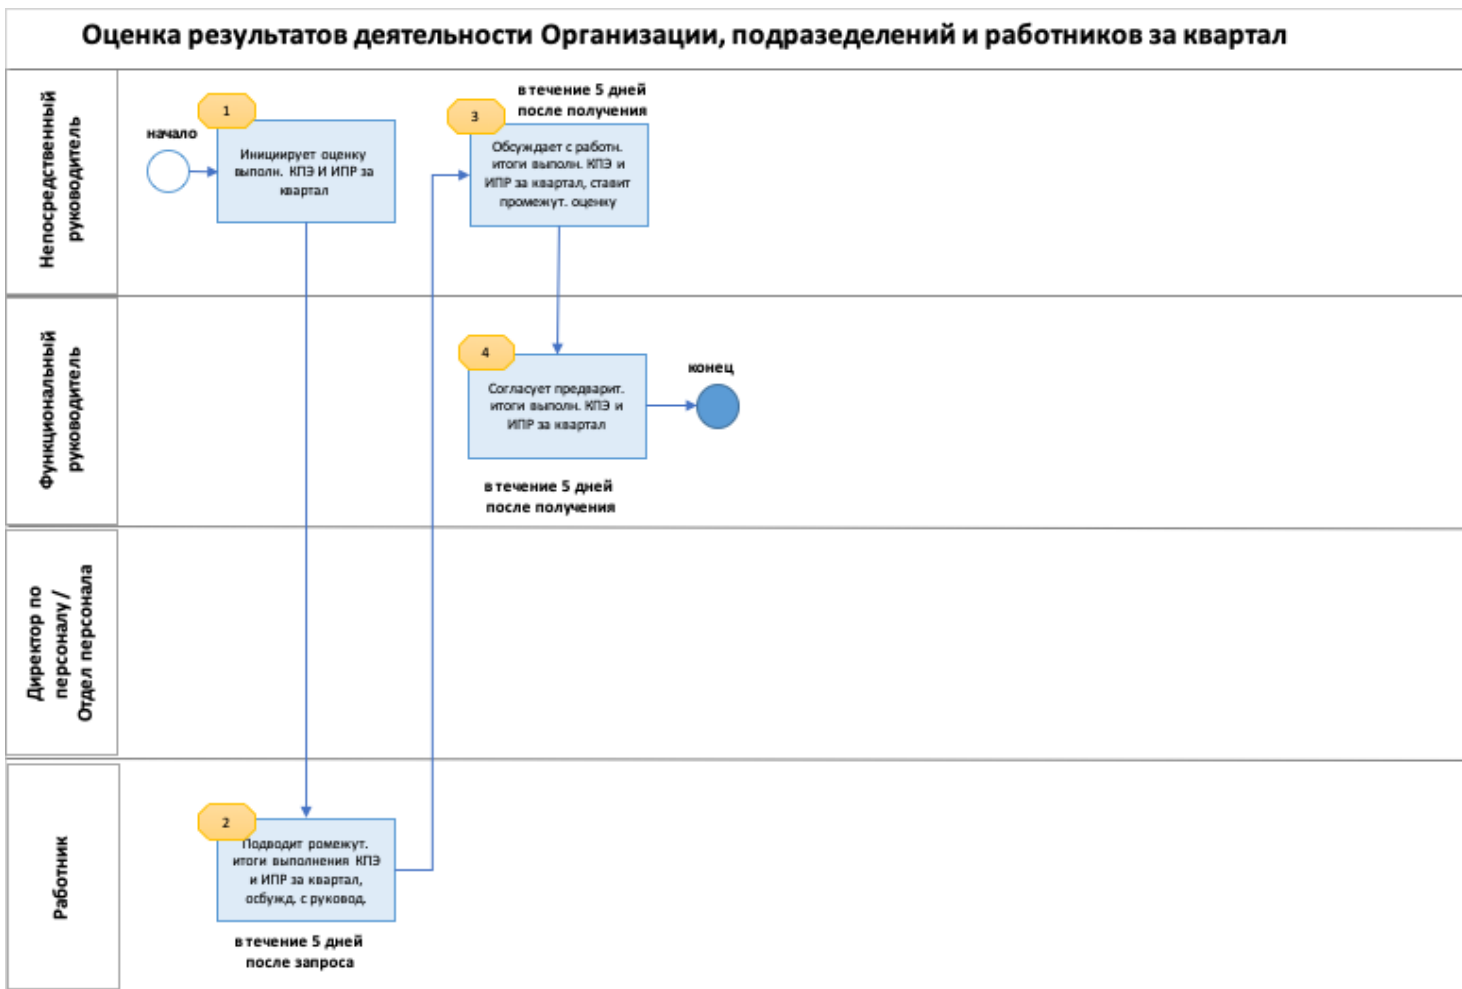 Оценка результатов деятельности Организации, подразеделений и работников за квартал
Непосредственный
руководитель
начало
1
Инициирует оценку
выполн. КПЭ И ИПР за
квартал
в течение 5 дней
после получения
3
Обсуждает с работн.
итоги выполн. КПЭ и
ИПР за квартал, ставит
промежут. оценку
Функциональный
руководитель
4
Согласует предварит.
итоги выполн. КПЭ и
ИПР за квартал
конец
в течение 5 дней
после получения
Директор по
персоналу /
Отдел персонала
Работник
2
Подводит ромежут.
итоги выполнения КПЭ
и ИПР за квартал,
осбужд. с руковод.
в течение 5 дней
после запроса